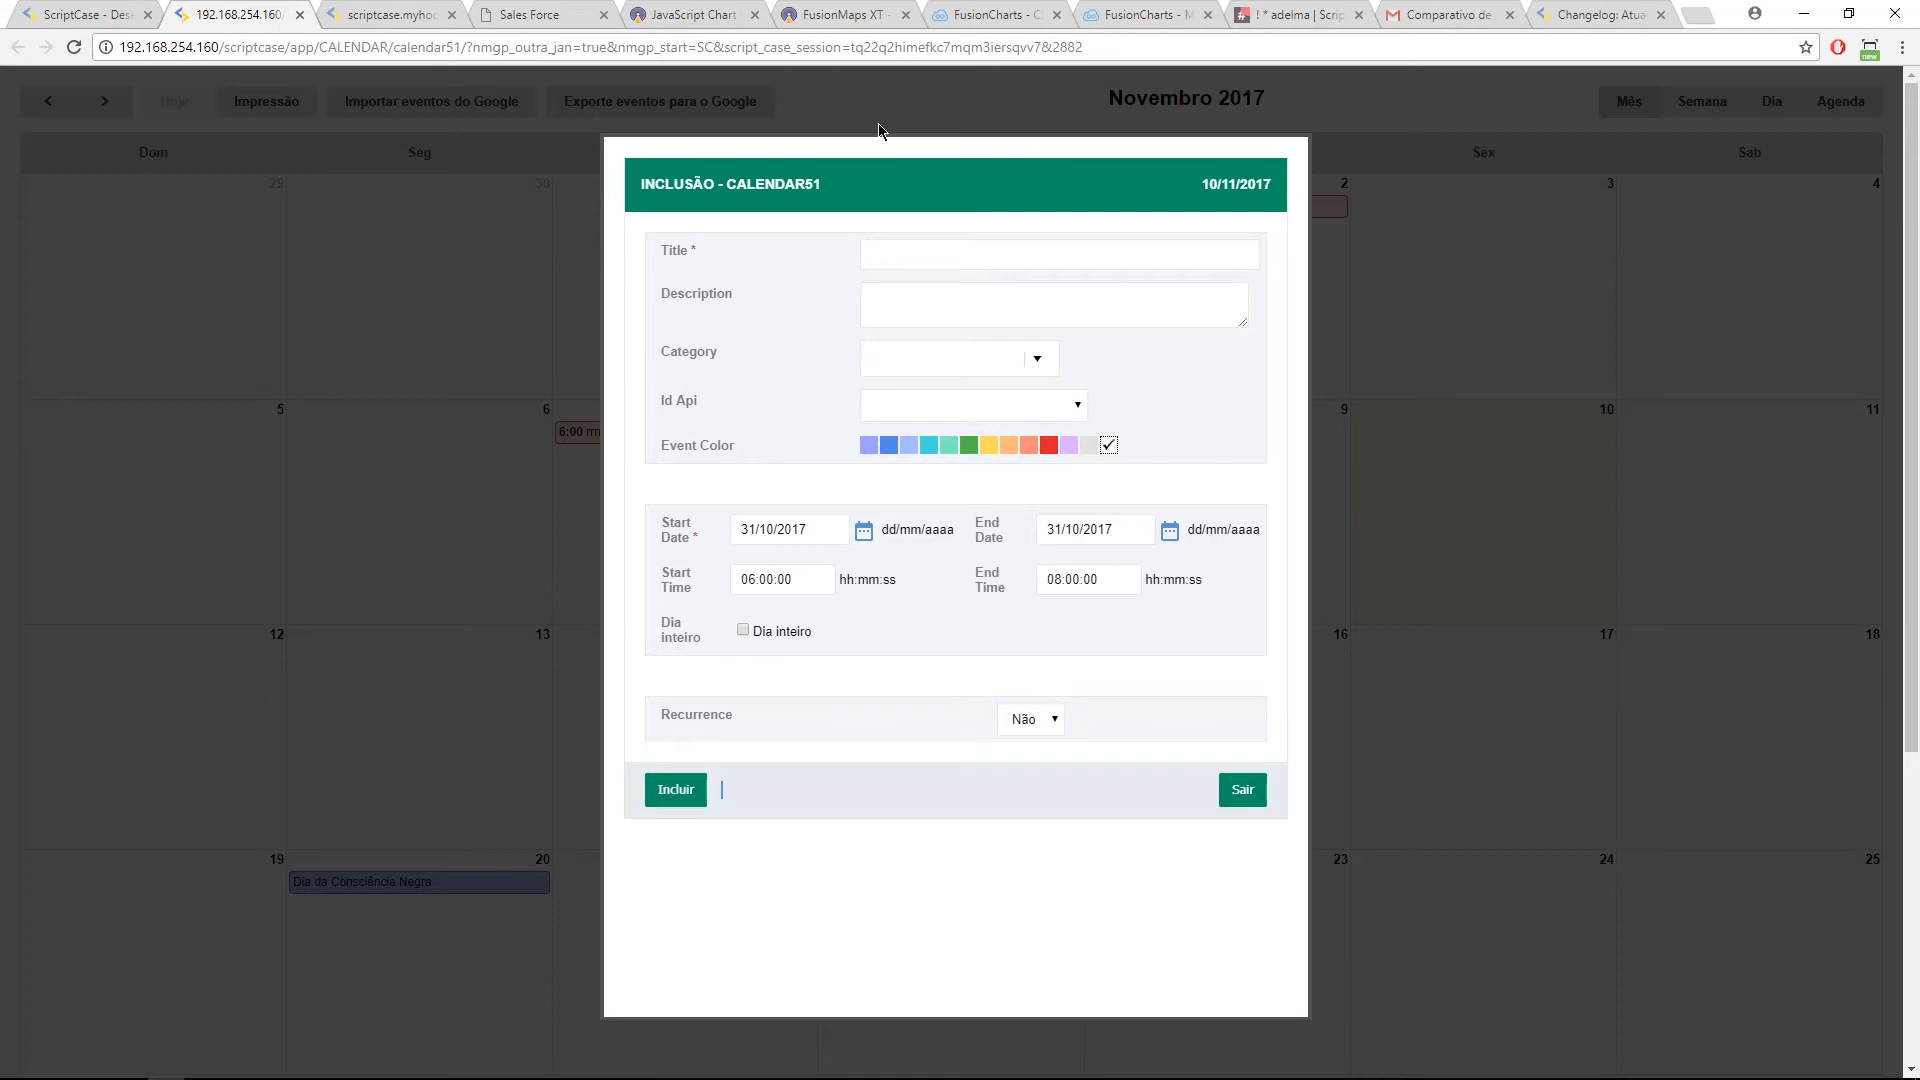 ScriptCase - Des
192.168.254.160/
scriptcase.myho
Sales Force
JavaScript Chart
FusionMaps XT -
FusionCharts - C
FusionCharts - M
! * adelma | Scrip
Comparativo de
Changelog: Atua
192.168.254.160/scriptcase/app/CALENDAR/calendar51/?nmgp_outra_jan=true&nmgp_start=SC&script_case_session=tq22q2himefkc7mqm3iersqvv7&2882
new
Hoje
Impressão
Importar eventos do Google
Exporte eventos para o Google
Novembro 2017
Mês
Semana
Dia
Agenda
Dom
Seg
Sex
Sab
29
30
2
3
4
INCLUSÃO - CALENDAR51
10/11/2017
Title *
Description
Category
Id Api
Event Color
5
6
9
10
11
6:00
Start Date *
31/10/2017
dd/mm/aaaa
End Date
31/10/2017
dd/mm/aaaa
Start Time
06:00:00
hh:mm:ss
End Time
08:00:00
hh:mm:ss
Dia inteiro
Dia inteiro
12
13
16
17
18
Recurrence
Não
Incluir
Sair
19
20
23
24
25
Dia da Consciência Negra